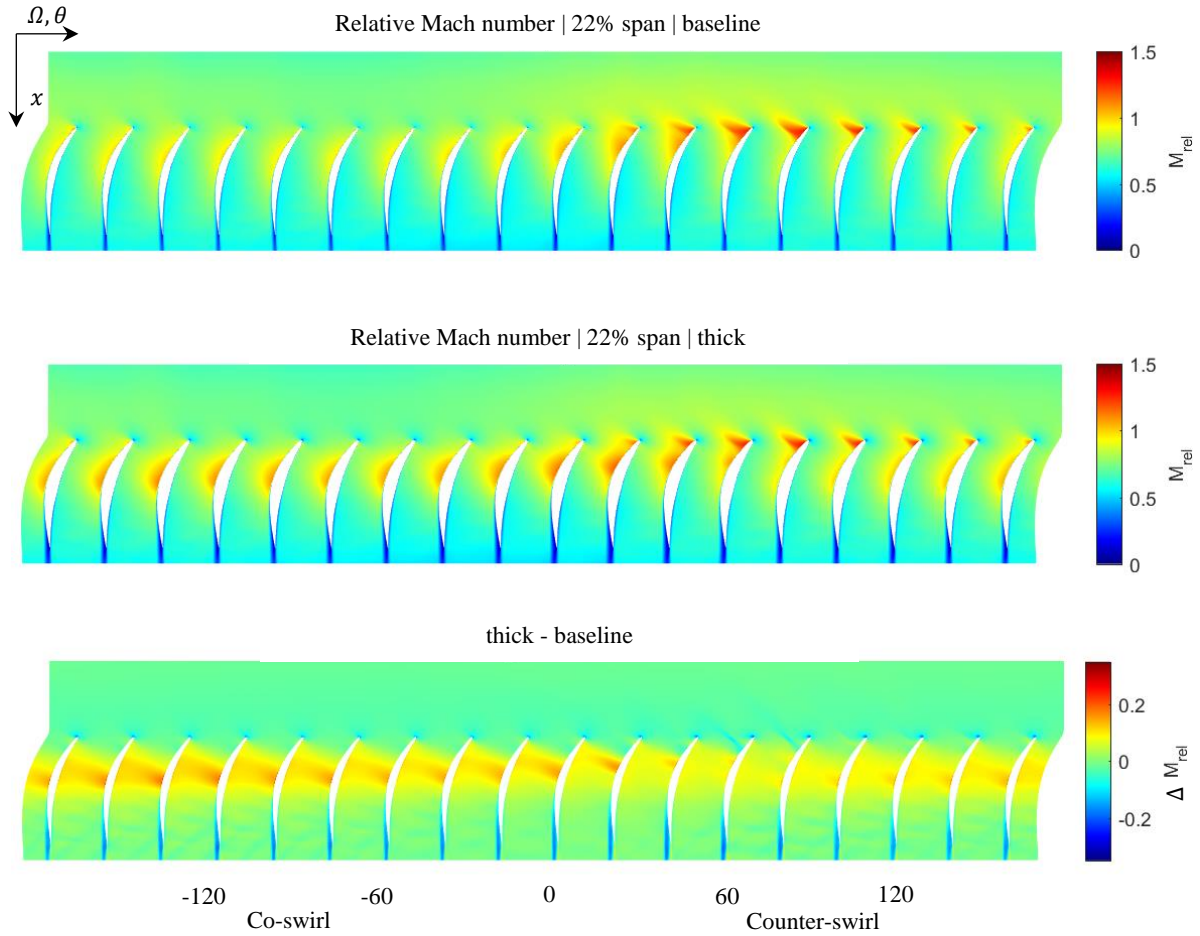 Ω, θ
x
Relative Mach number | 22% span | baseline
1.5
1
0.5
0
M_rel
Relative Mach number | 22% span | thick
1.5
1
0.5
0
M_rel
thick - baseline
0.2
0
-0.2
Δ M_rel
-120 -60 0 60 120
Co-swirl Counter-swirl